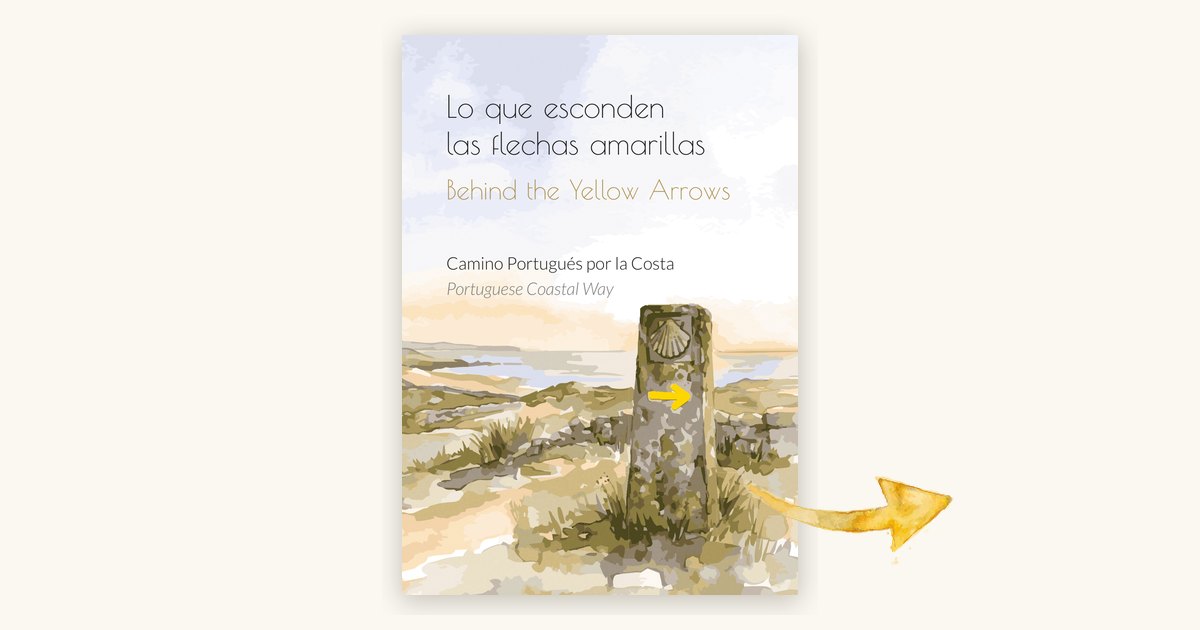 Lo que esconden
las flechas amarillas
Behind the Yellow Arrows
Camino Portugués por la Costa
Portuguese Coastal Way